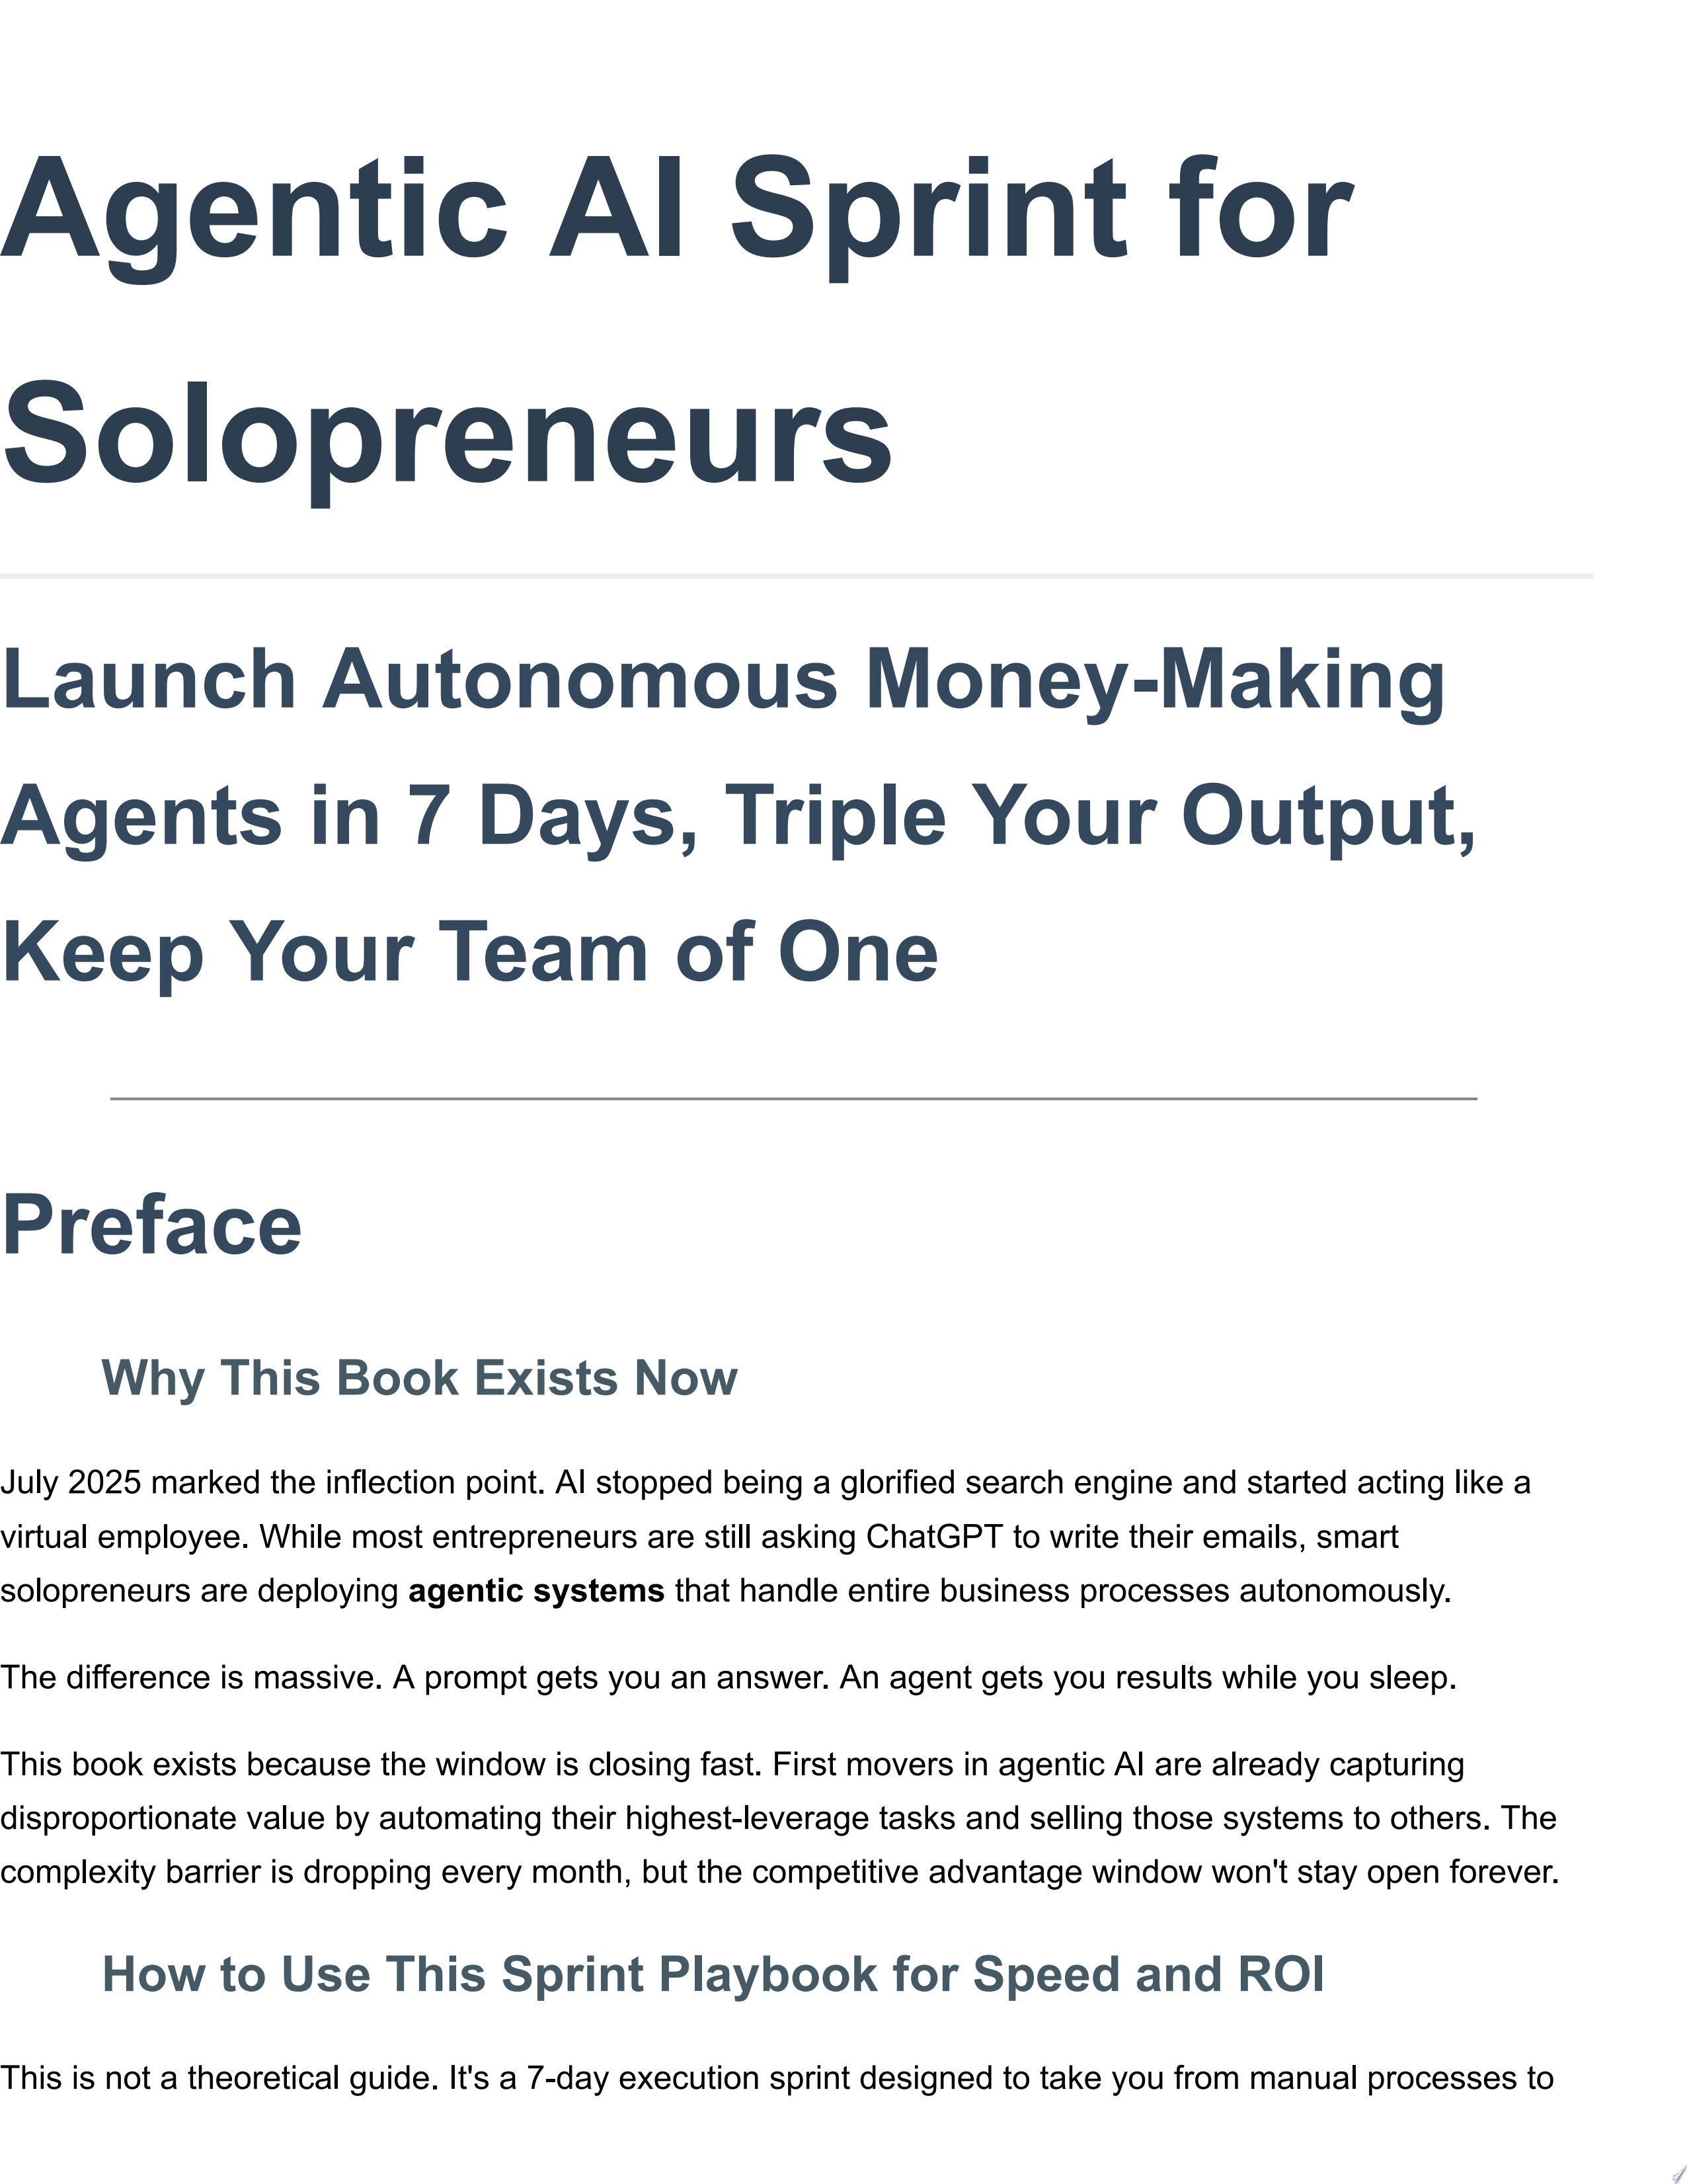 Agentic AI Sprint for
Solopreneurs
Launch Autonomous Money-Making
Agents in 7 Days, Triple Your Output,
Keep Your Team of One
Preface
Why This Book Exists Now
July 2025 marked the inflection point. AI stopped being a glorified search engine and started acting like a
virtual employee. While most entrepreneurs are still asking ChatGPT to write their emails, smart
solopreneurs are deploying agentic systems that handle entire business processes autonomously.
The difference is massive. A prompt gets you an answer. An agent gets you results while you sleep.
This book exists because the window is closing fast. First movers in agentic AI are already capturing
disproportionate value by automating their highest-leverage tasks and selling those systems to others. The
complexity barrier is dropping every month, but the competitive advantage window won't stay open forever.
How to Use This Sprint Playbook for Speed and ROI
This is not a theoretical guide. It's a 7-day execution sprint designed to take you from manual processes to